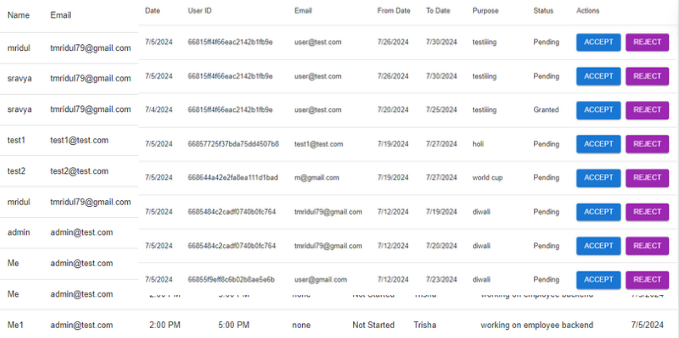 Name Email
mridul tmridul79@gmail.com
sravya tmridul79@gmail.com
sravya tmridul79@gmail.com
test1 test1@test.com
test2 test2@test.com
mridul tmridul79@gmail.com
admin admin@test.com
Me admin@test.com
Me admin@test.com
Date User ID Email From Date To Date Purpose Status Actions
7/5/2024 66815ff4f66eac2142b1fb9e user@test.com 7/26/2024 7/30/2024 testiiing Pending ACCEPT REJECT
7/5/2024 66815ff4f66eac2142b1fb9e user@test.com 7/26/2024 7/30/2024 testiiing Pending ACCEPT REJECT
7/4/2024 66815ff4f66eac2142b1fb9e user@test.com 7/20/2024 7/25/2024 testiiing Granted ACCEPT REJECT
7/5/2024 66857725f37bda75dd4507b8 test1@test.com 7/19/2024 7/27/2024 holi Pending ACCEPT REJECT
7/5/2024 668644a42e2fa8ea111d1bad m@gmail.com 7/19/2024 7/27/2024 world cup Pending ACCEPT REJECT
7/5/2024 6685484c2cadf0740b0fc764 tmridul79@gmail.com 7/12/2024 7/19/2024 diwali Pending ACCEPT REJECT
7/5/2024 6685484c2cadf0740b0fc764 tmridul79@gmail.com 7/12/2024 7/20/2024 diwali Pending ACCEPT REJECT
7/5/2024 66855f9eff8c6b02b8ae5e6b user@gmail.com 7/12/2024 7/23/2024 diwali Pending ACCEPT REJECT
2:00 PM 5:00 PM none Not Started Trisha working on employee backend 7/5/2024
Me1 admin@test.com 2:00 PM 5:00 PM none Not Started Trisha working on employee backend 7/5/2024